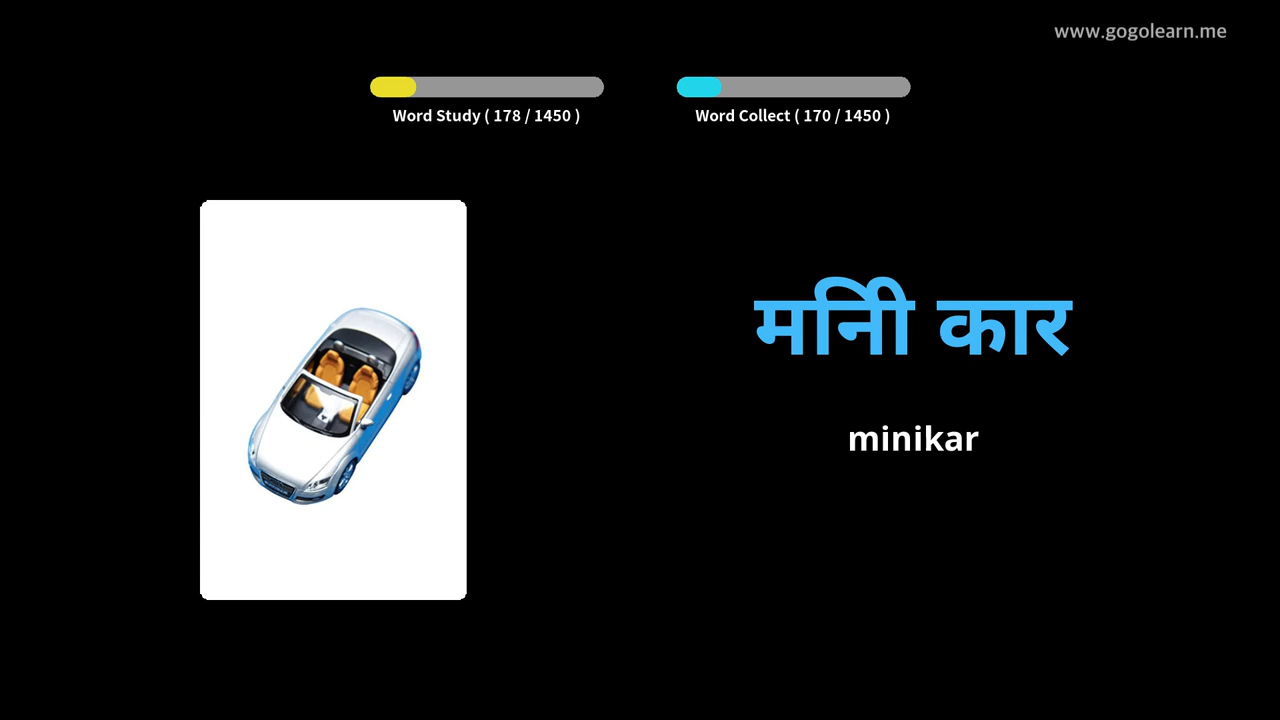 www.gogolearn.me
Word Study ( 178 / 1450 )
Word Collect ( 170 / 1450 )
मिनी कार
minikar